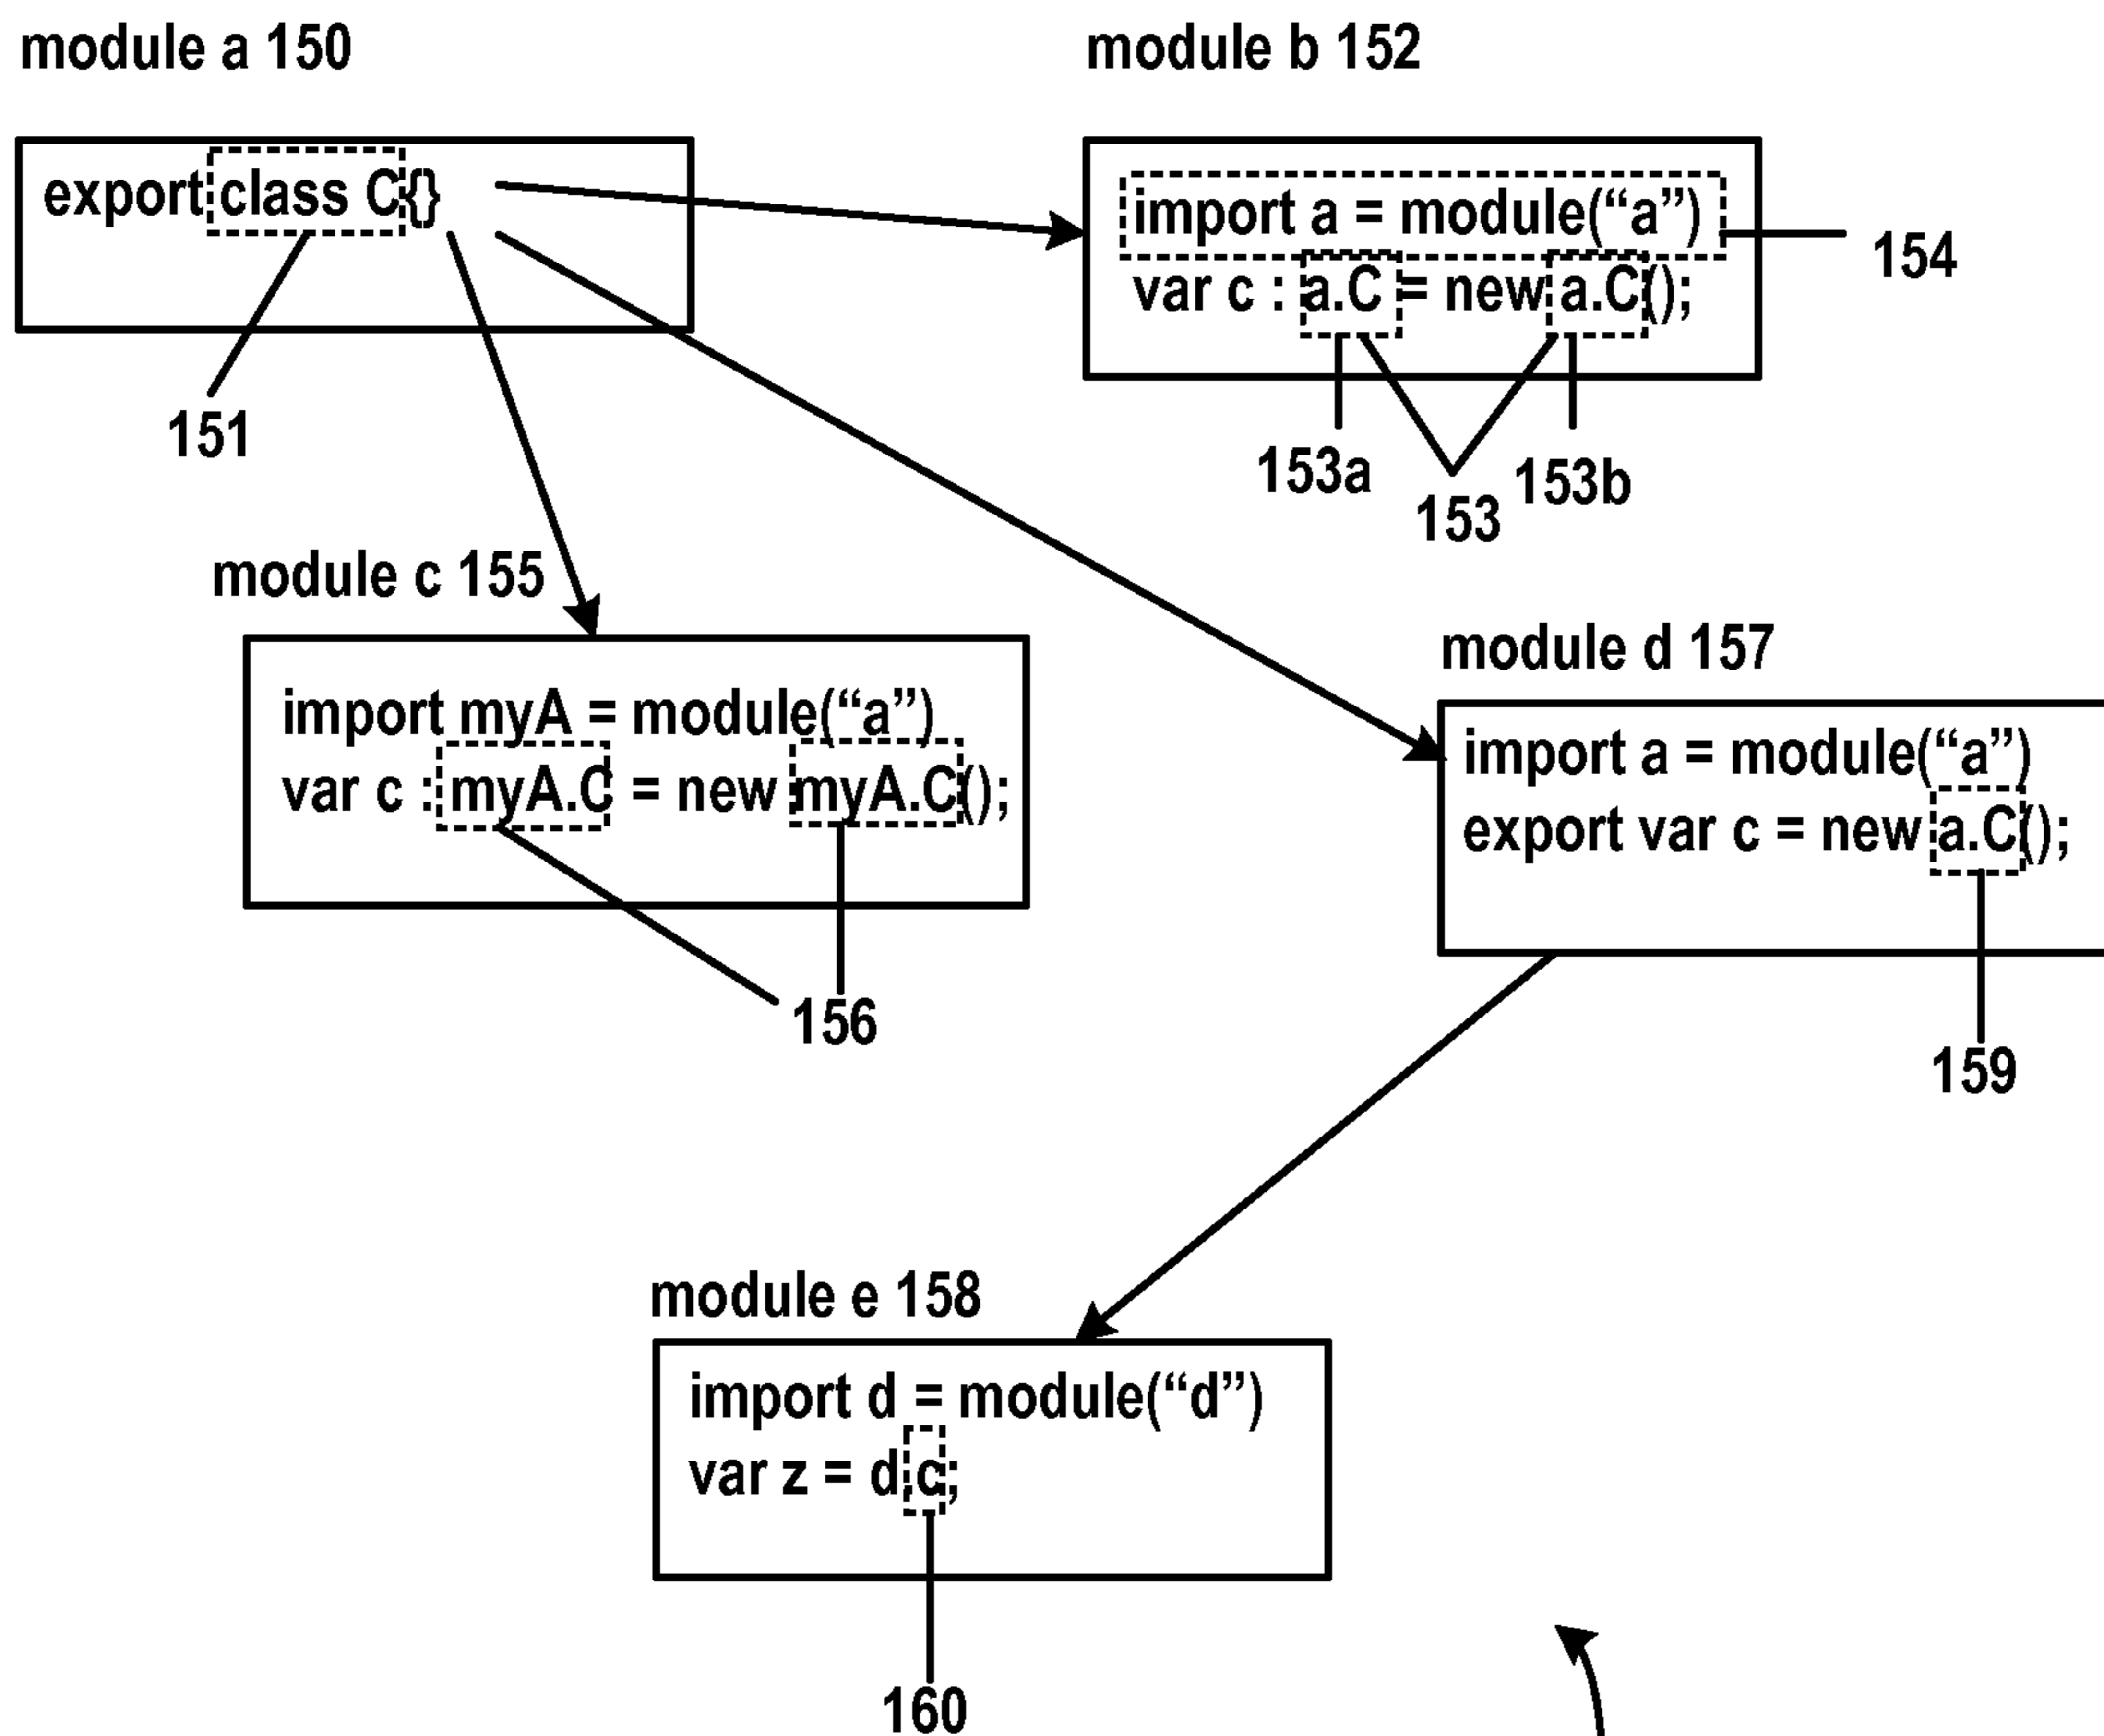 module a 150
export class C{}
151
module b 152
import a = module(“a”)
var c : a.C = new a.C();
154
153a
153
153b
module c 155
import myA = module(“a”)
var c : myA.C = new myA.C();
156
module d 157
import a = module(“a”)
export var c = new a.C();
159
module e 158
import d = module(“d”)
var z = d.c;
160